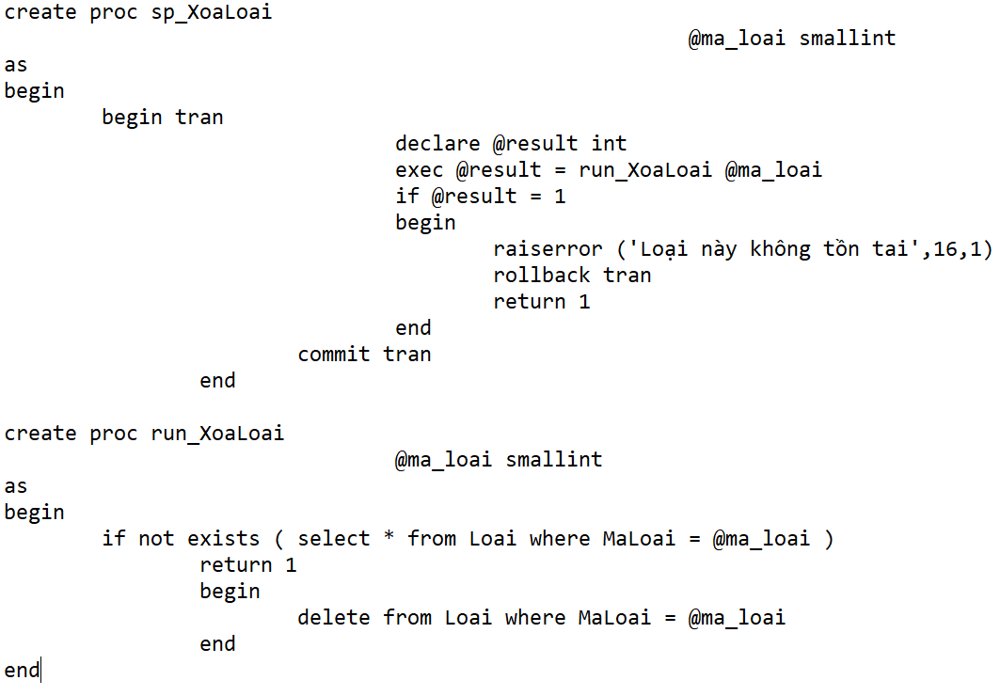 create proc sp_XoaLoai
@ma_loai smallint
as
begin
begin tran
declare @result int
exec @result = run_XoaLoai @ma_loai
if @result = 1
begin
raiserror ('Loại này không tồn tai',16,1)
rollback tran
return 1
end
commit tran
end
create proc run_XoaLoai
@ma_loai smallint
as
begin
if not exists ( select * from Loai where MaLoai = @ma_loai )
return 1
begin
delete from Loai where MaLoai = @ma_loai
end
end